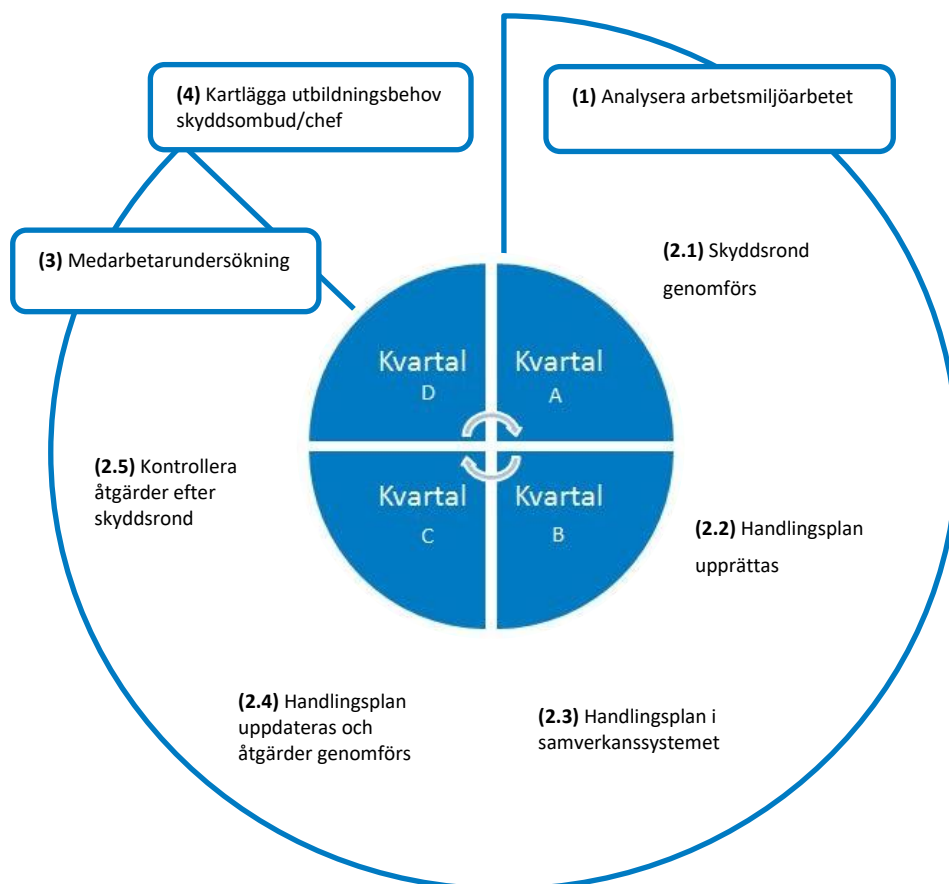 (4) Kartlägga utbildningsbehov
skyddsombud/chef
(1) Analysera arbetsmiljöarbetet
(3) Medarbetarundersökning
(2.1) Skyddsrond
genomförs
Kvartal
D
Kvartal
A
(2.5) Kontrollera
åtgärder efter
skyddsrond
Kvartal
C
Kvartal
B
(2.2) Handlingsplan
upprättas
(2.4) Handlingsplan
uppdateras och
åtgärder genomförs
(2.3) Handlingsplan i
samverkanssystemet